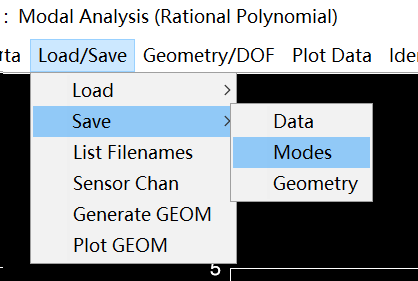 : Modal Analysis (Rational Polynomial)
rta Load/Save Geometry/DOF Plot Data Ide
Load
Save
List Filenames
Sensor Chan
Generate GEOM
Plot GEOM
Data
Modes
Geometry
5